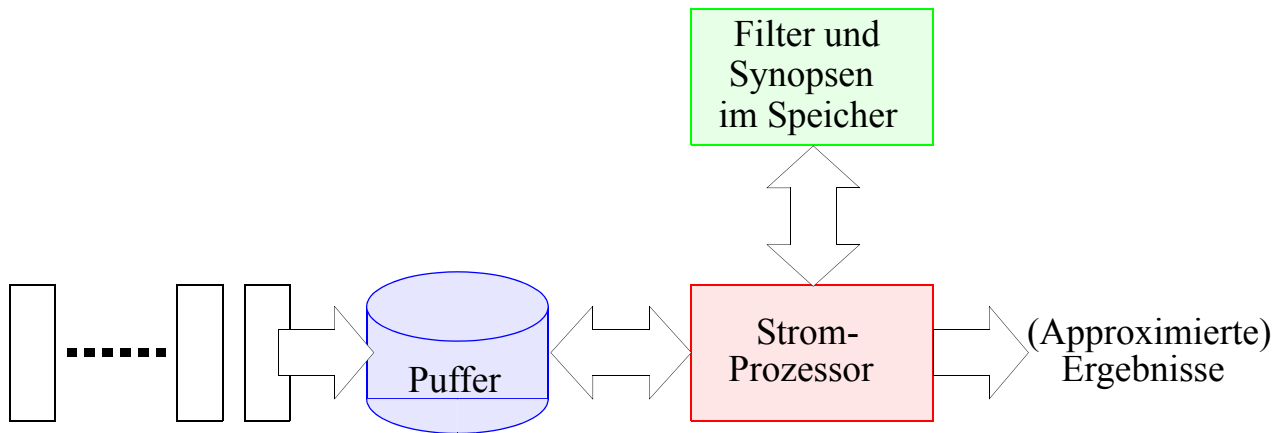 Filter und
Synopsen
im Speicher
Puffer
Strom-
Prozessor
(Approximierte)
Ergebnisse